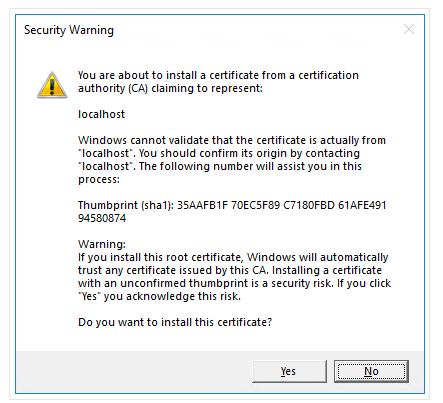 Security Warning
You are about to install a certificate from a certification
authority (CA) claiming to represent:
localhost
Windows cannot validate that the certificate is actually from
"localhost". You should confirm its origin by contacting
"localhost". The following number will assist you in this
process:
Thumbprint (sha1): 35AAFB1F 70EC5F89 C7180FBD 61AFE491
94580874
Warning:
If you install this root certificate, Windows will automatically
trust any certificate issued by this CA. Installing a certificate
with an unconfirmed thumbprint is a security risk. If you click
"Yes" you acknowledge this risk.
Do you want to install this certificate?
Yes
No